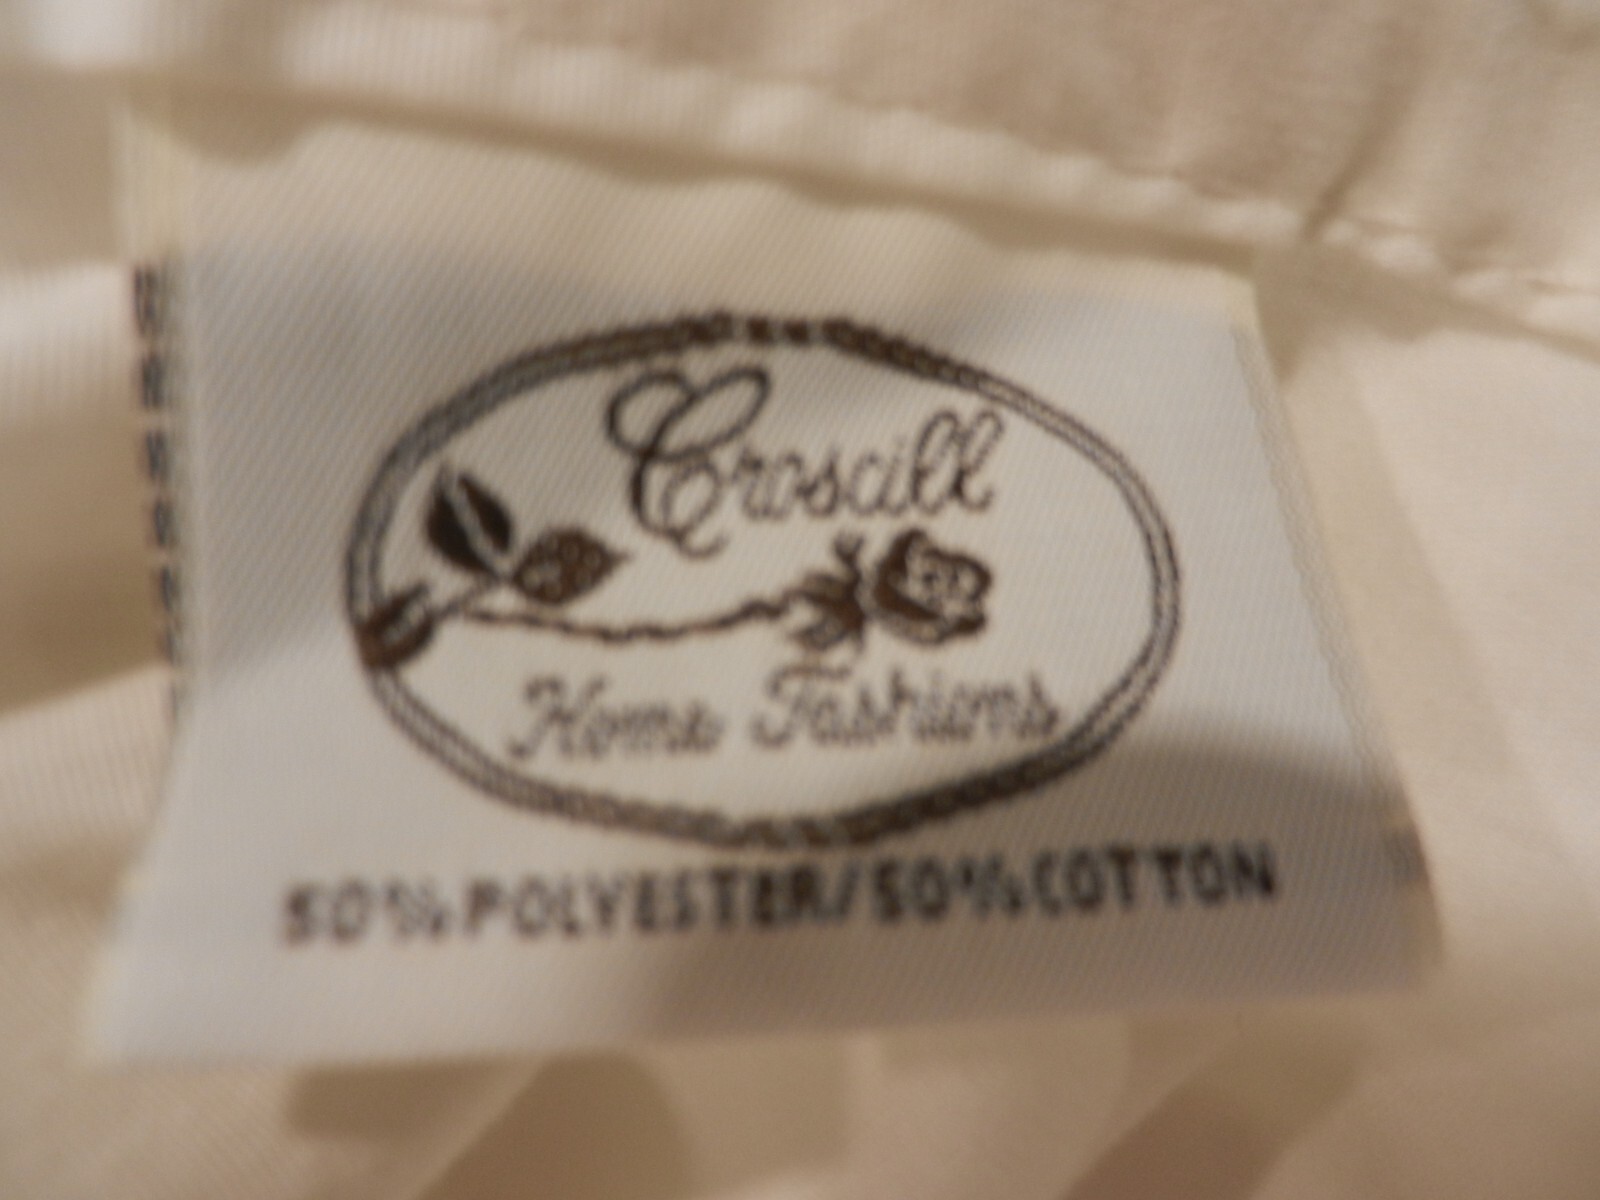 Croscill
Home Fashions
50% POLYESTER/50% COTTON